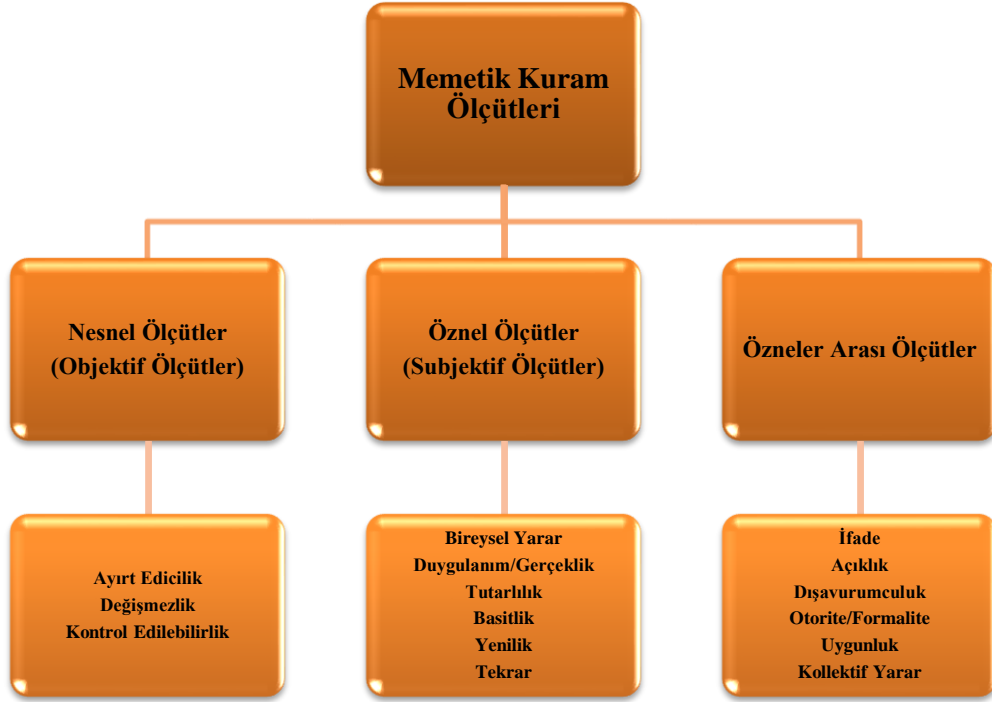 Memetik Kuram
Ölçütleri
Nesnel Ölçütler
(Objektif Ölçütler)
Öznel Ölçütler
(Subjektif Ölçütler)
Özneler Arası Ölçütler
Ayırt Edicilik
Değişmezlik
Kontrol Edilebilirlik
Bireysel Yarar
Duygulanım/Gerçeklik
Tutarlılık
Basitlik
Yenilik
Tekrar
İfade
Açıklık
Dışavurumculuk
Otorite/Formalite
Uygunluk
Kollektif Yarar